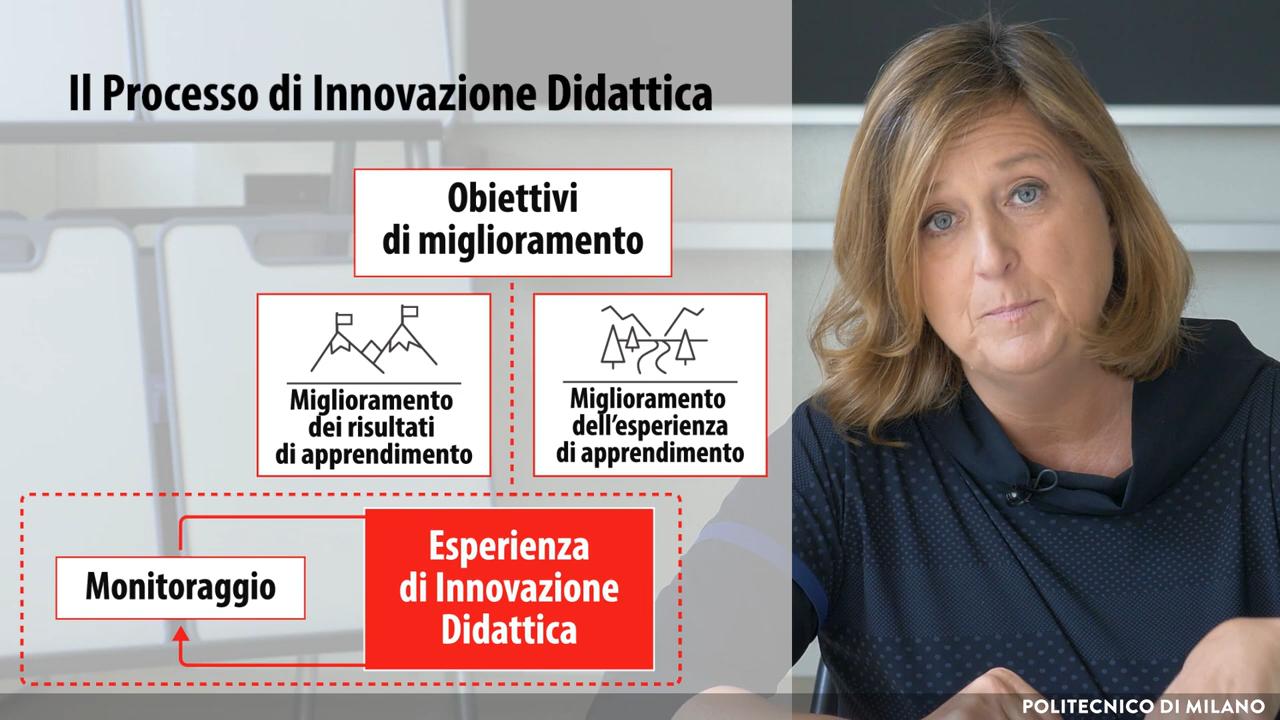 Il Processo di Innovazione Didattica
Obiettivi
di miglioramento
Miglioramento
dei risultati
di apprendimento
Miglioramento
dell’esperienza
di apprendimento
Monitoraggio
Esperienza
di Innovazione
Didattica
POLITECNICO DI MILANO